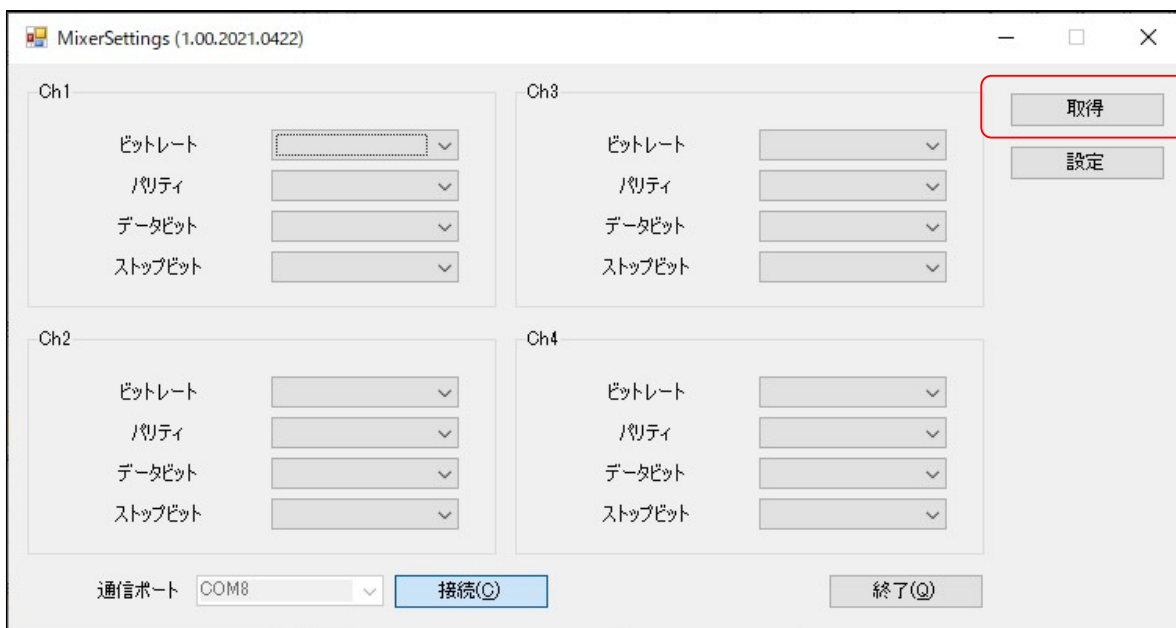 MixerSettings (1.00.2021.0422)
Ch1
ビットレート
パリティ
データビット
ストップビット
Ch3
ビットレート
パリティ
データビット
ストップビット
取得
設定
Ch2
ビットレート
パリティ
データビット
ストップビット
Ch4
ビットレート
パリティ
データビット
ストップビット
通信ポート COM8 接続(C) 終了(Q)